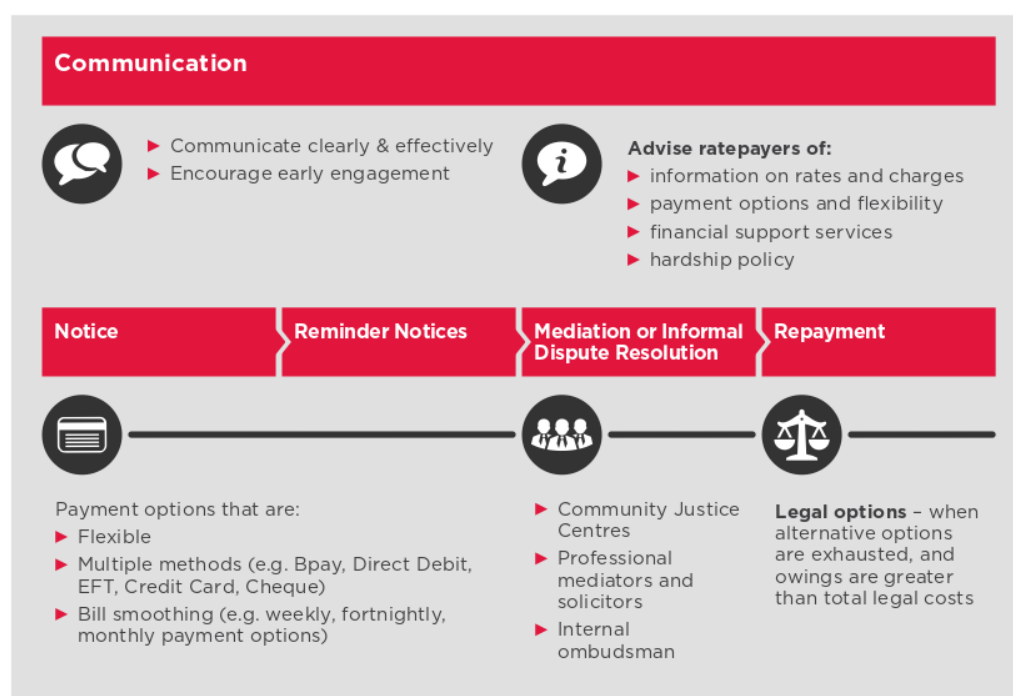 Communication
► Communicate clearly & effectively
► Encourage early engagement
Advise ratepayers of:
► information on rates and charges
► payment options and flexibility
► financial support services
► hardship policy
Notice
Reminder Notices
Mediation or Informal
Dispute Resolution
Repayment
Payment options that are:
► Flexible
► Multiple methods (e.g. Bpay, Direct Debit,
EFT, Credit Card, Cheque)
► Bill smoothing (e.g. weekly, fortnightly,
monthly payment options)
► Community Justice
Centres
► Professional
mediators and
solicitors
► Internal
ombudsman
Legal options – when
alternative options
are exhausted, and
owings are greater
than total legal costs